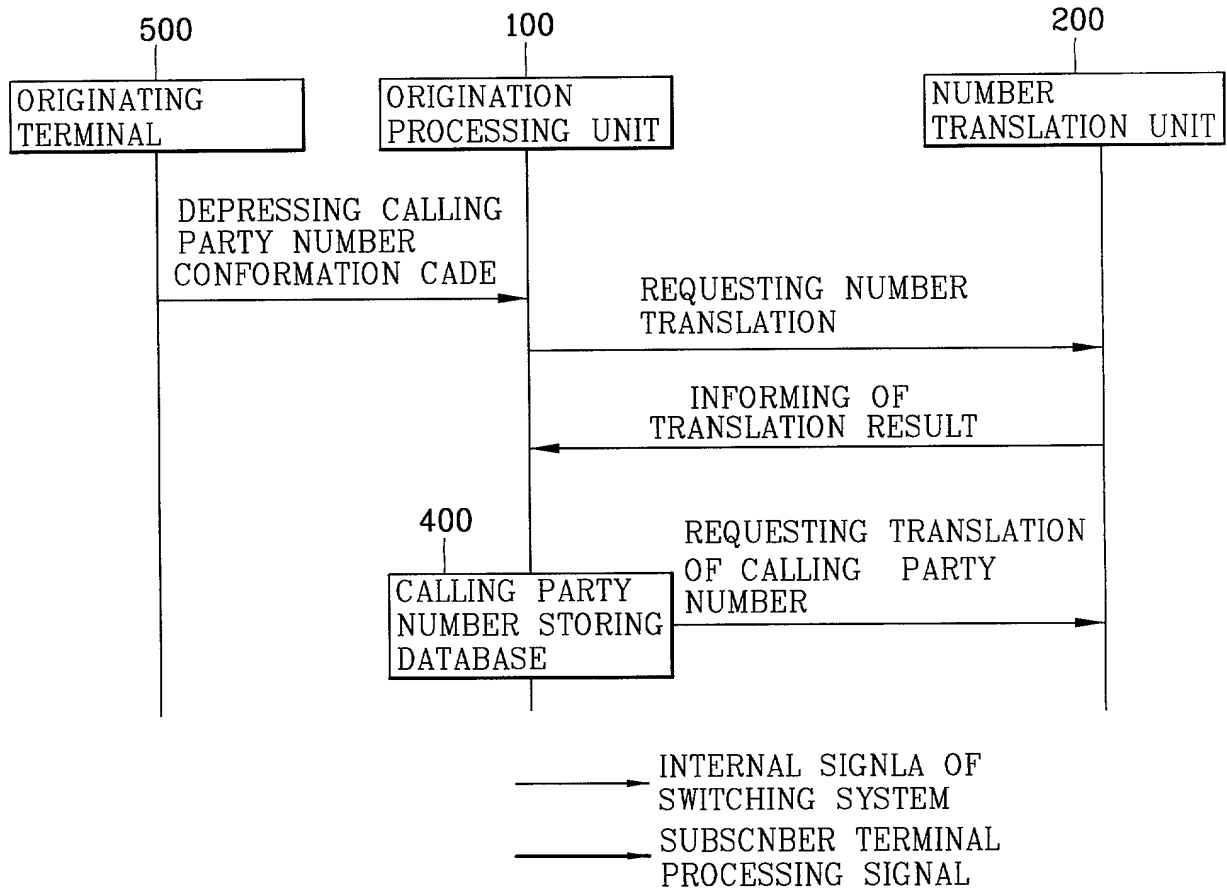 500
100
200
ORIGINATING
TERMINAL
ORIGINATION
PROCESSING UNIT
NUMBER
TRANSLATION UNIT
DEPRESSING CALLING
PARTY NUMBER
CONFORMATION CADE
REQUESTING NUMBER
TRANSLATION
INFORMING OF
TRANSLATION RESULT
400
CALLING PARTY
NUMBER STORING
DATABASE
REQUESTING TRANSLATION
OF CALLING PARTY
NUMBER
INTERNAL SIGNLA OF
SWITCHING SYSTEM
SUBSCNBER TERMINAL
PROCESSING SIGNAL